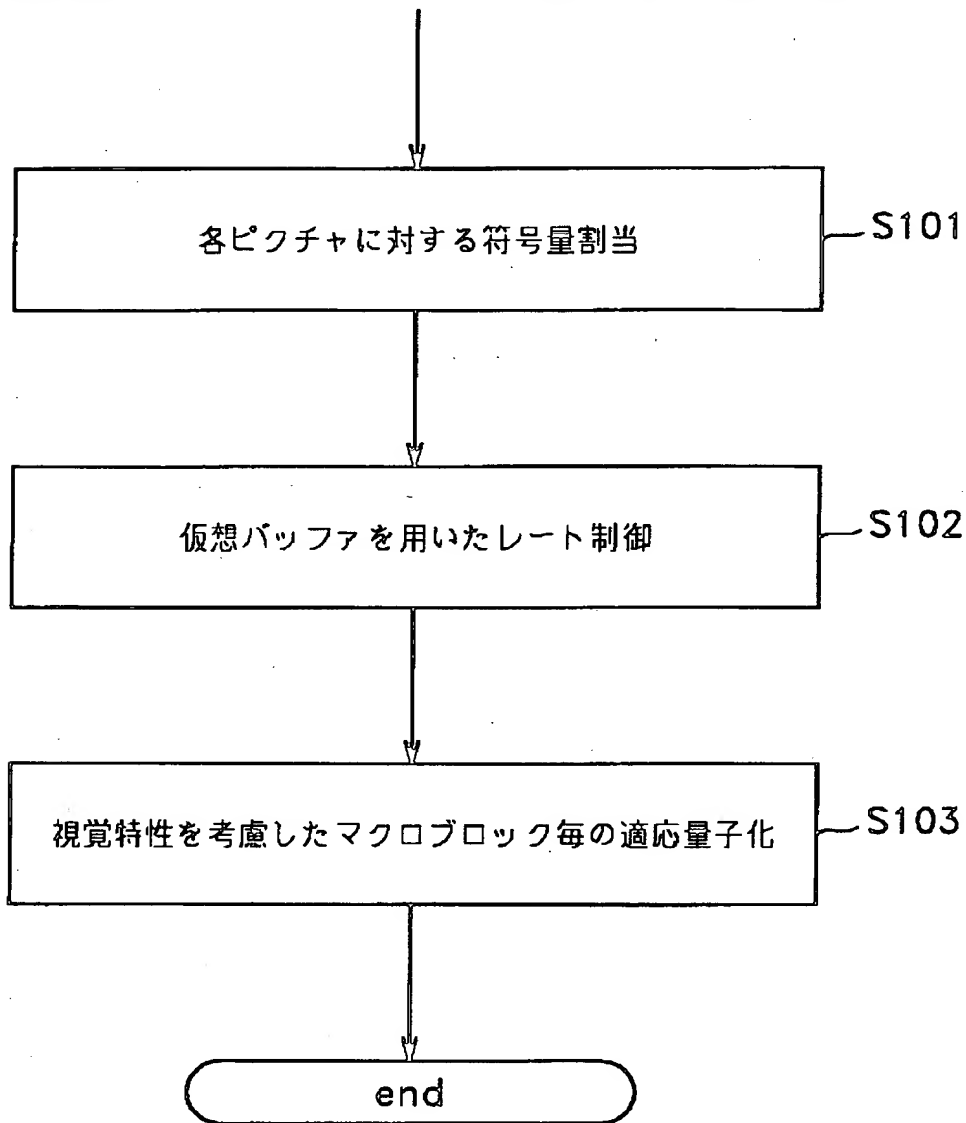 各ピクチャに対する符号量割当
S101
仮想バッファを用いたレート制御
S102
視覚特性を考慮したマクロブロック毎の適応量子化
S103
end